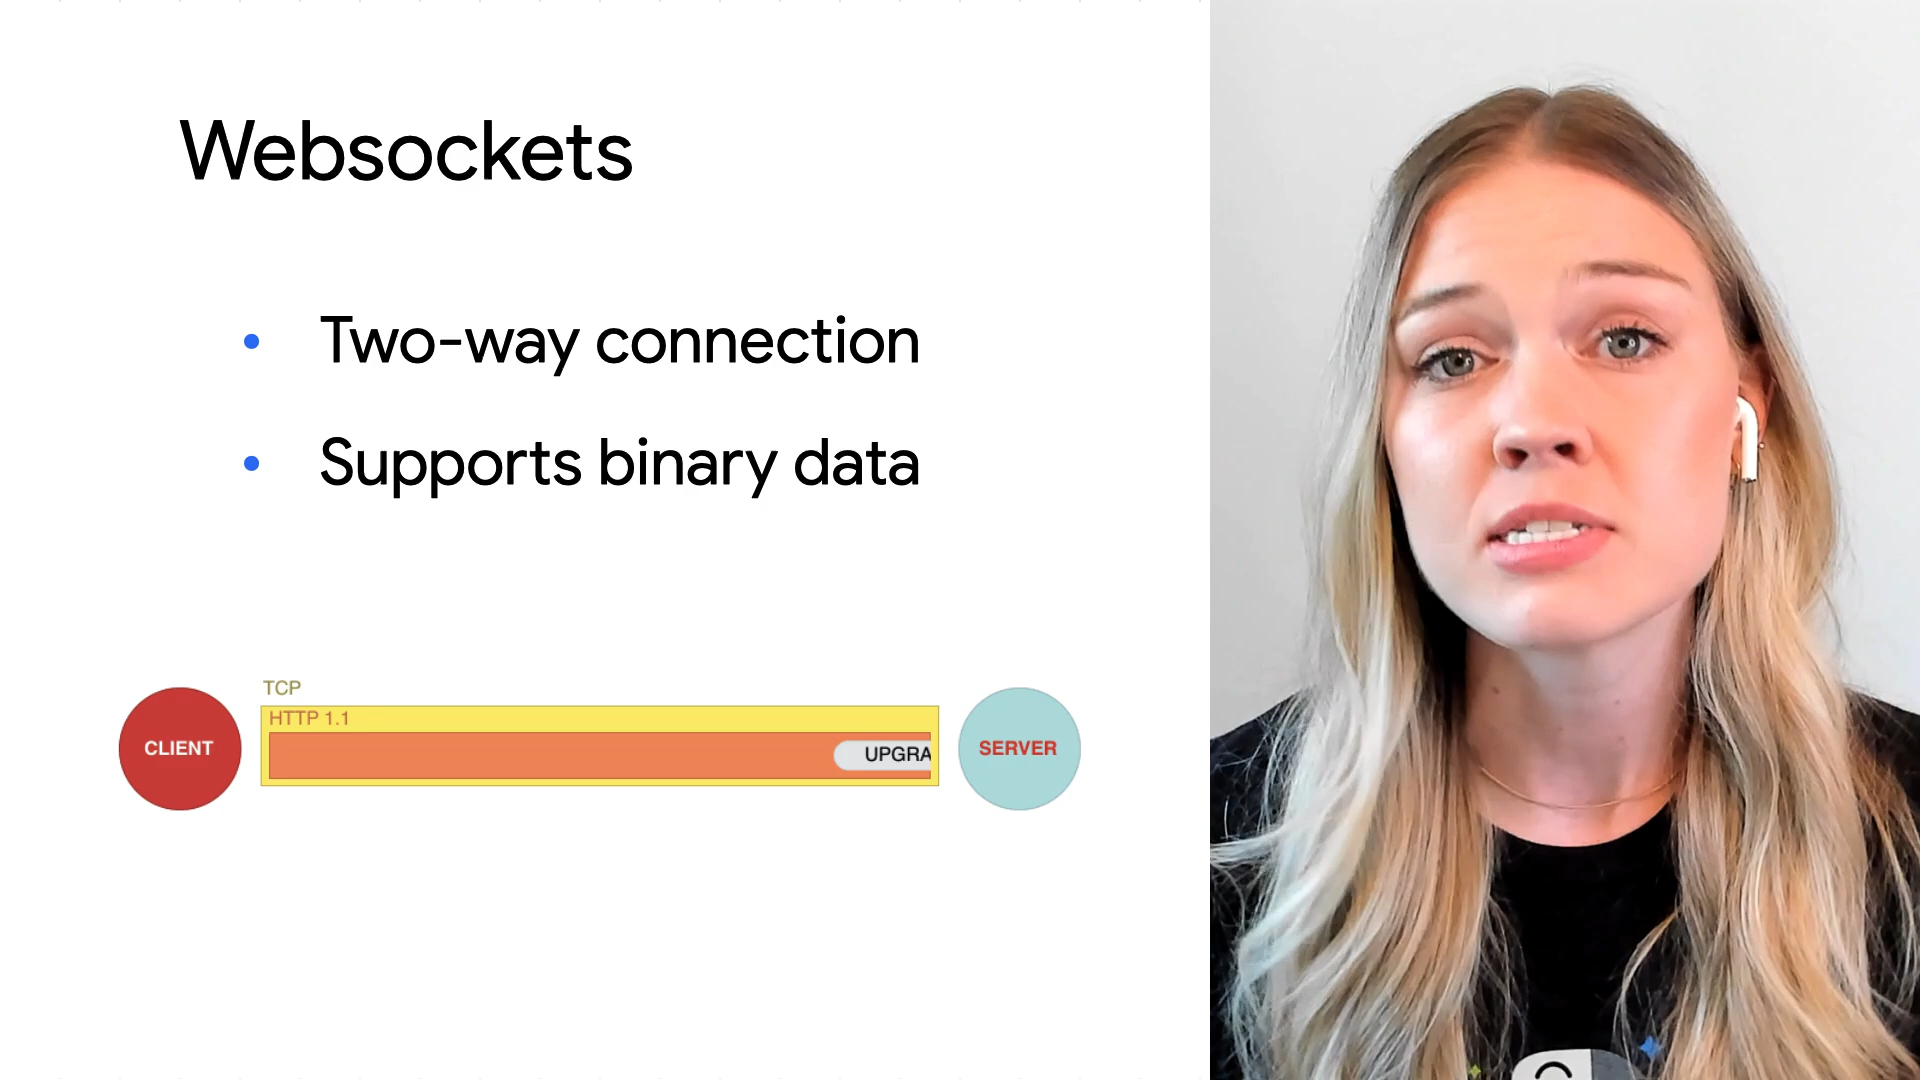 Websockets
Two-way connection
Supports binary data
TCP
HTTP 1.1
CLIENT
UPGRA
SERVER